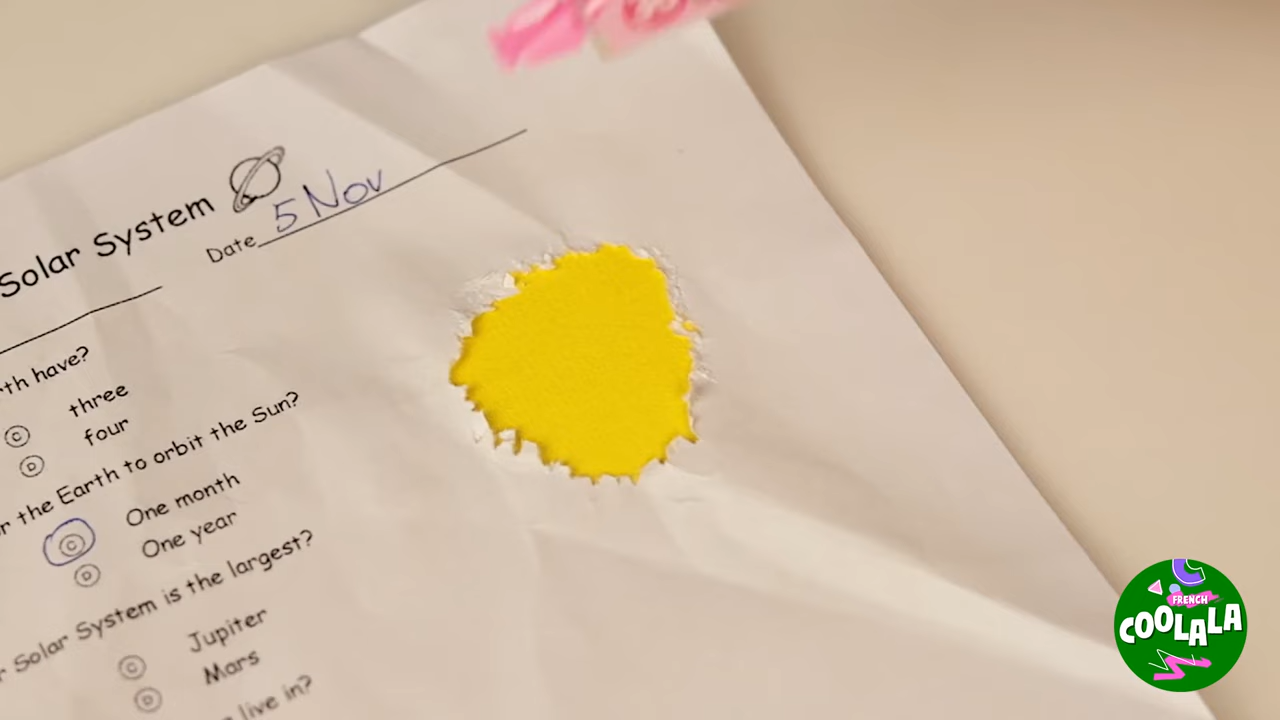 Solar System
Date 5 Nov
rth have?
C three
D four
r the Earth to orbit the Sun?
C One month
D One year
r Solar System is the largest?
C Jupiter
D Mars
live in?
FRENCH
COOLALA